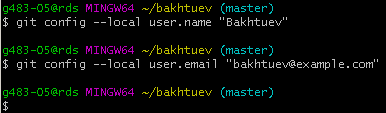 g483-05@rds MINGW64 ~/bakhtuev (master)
$ git config --local user.name "Bakhtuev"
g483-05@rds MINGW64 ~/bakhtuev (master)
$ git config --local user.email "bakhtuev@example.com"
g483-05@rds MINGW64 ~/bakhtuev (master)
$